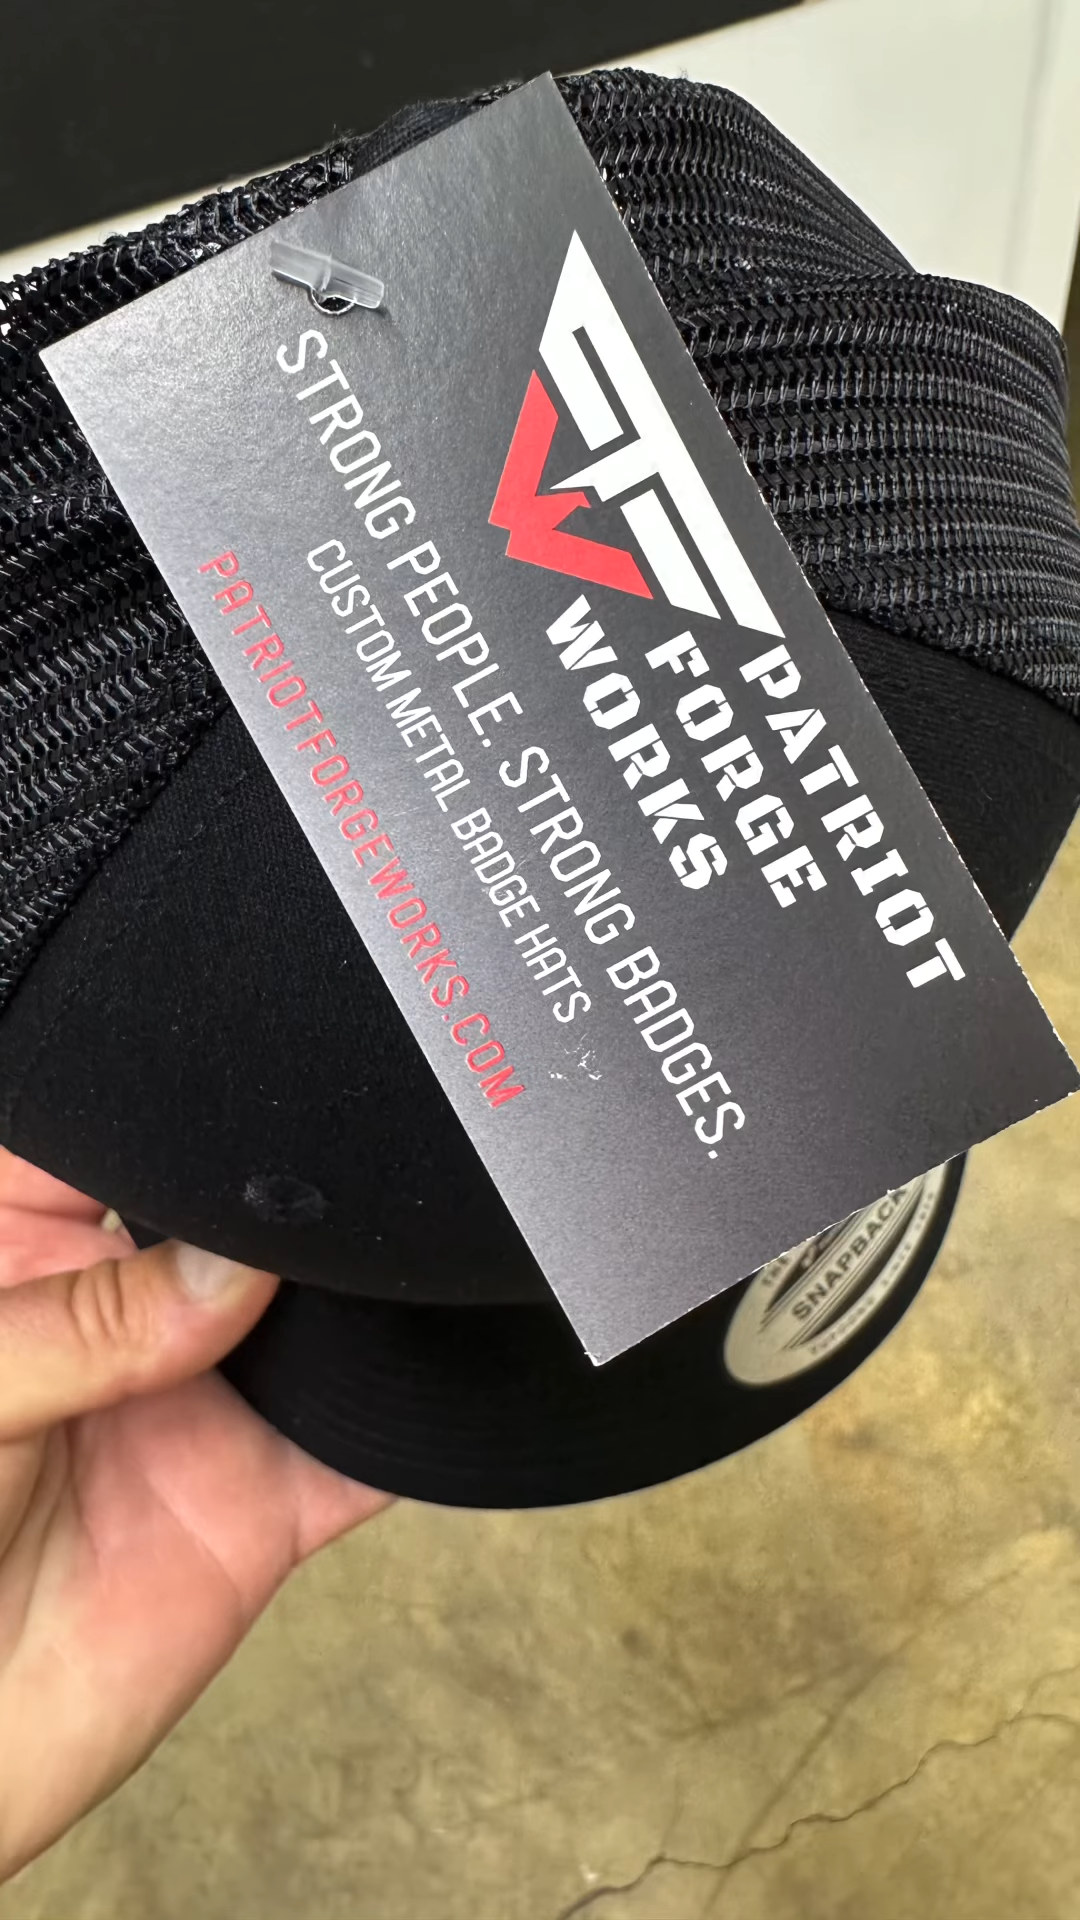 PATRIOT
FORGE
WORKS
STRONG PEOPLE. STRONG BADGES.
CUSTOM METAL BADGE HATS
PATRIOTFORGEWORKS.COM
SNAPBACK